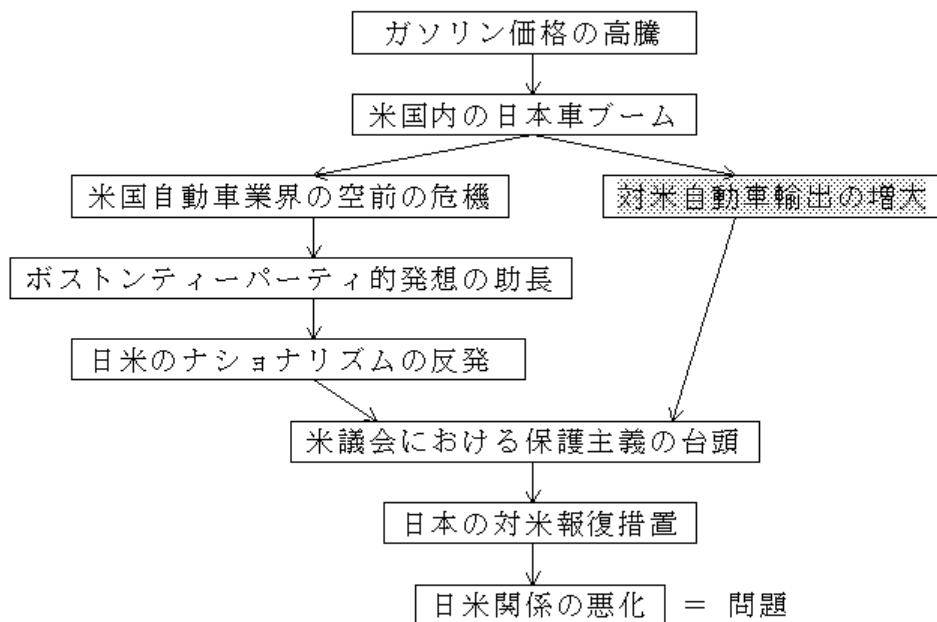 ガソリン価格の高騰
米国内の日本車ブーム
米国自動車業界の空前の危機
対米自動車輸出の増大
ボストンティーパーティ的発想の助長
日米のナショナリズムの反発
米議会における保護主義の台頭
日本の対米報復措置
日米関係の悪化 = 問題